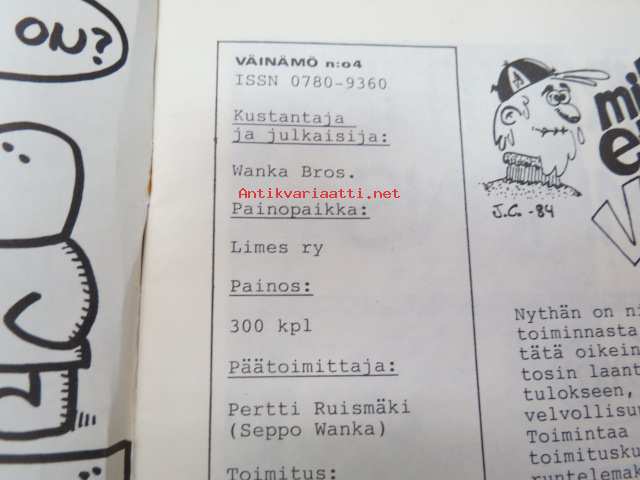 ON?
VÄINÄMÖ n:o4
ISSN 0780-9360
Kustantaja
ja julkaisija:
Wanka Bros.
Antikvariaatti.net
Painopaikka:
Limes ry
Painos:
300 kpl
Päätoimittaja:
Pertti Ruismäki
(Seppo Wanka)
Toimitus:
J.C. -84
Nythän on
toiminnasta
tätä oikein
tosin laant
tulokseen,
velvollisu
Toimintaa
toimitusku
runtelemak